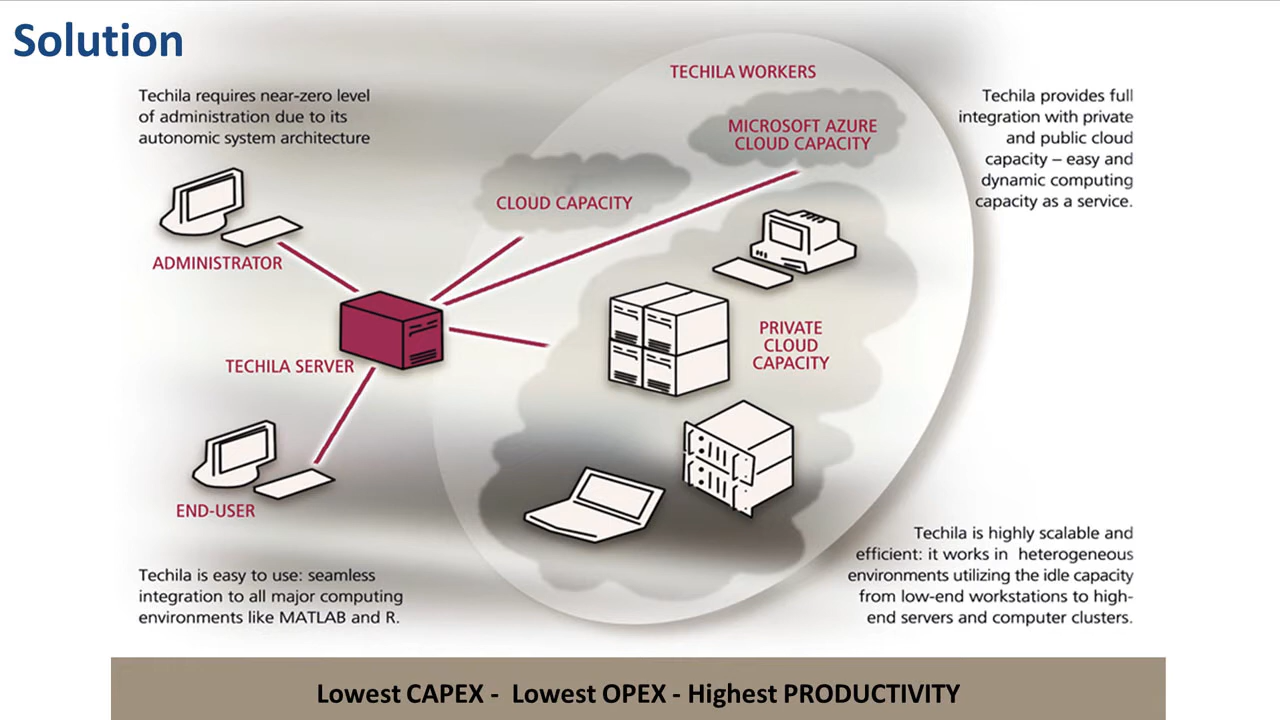 Solution
Techila requires near-zero level
of administration due to its
autonomic system architecture
TECHILA WORKERS
MICROSOFT AZURE
CLOUD CAPACITY
Techila provides full
integration with private
and public cloud
capacity – easy and
dynamic computing
capacity as a service.
CLOUD CAPACITY
ADMINISTRATOR
PRIVATE
CLOUD
CAPACITY
TECHILA SERVER
END-USER
Techila is easy to use: seamless
integration to all major computing
environments like MATLAB and R.
Techila is highly scalable and
efficient: it works in heterogeneous
environments utilizing the idle capacity
from low-end workstations to high-
end servers and computer clusters.
Lowest CAPEX - Lowest OPEX - Highest PRODUCTIVITY